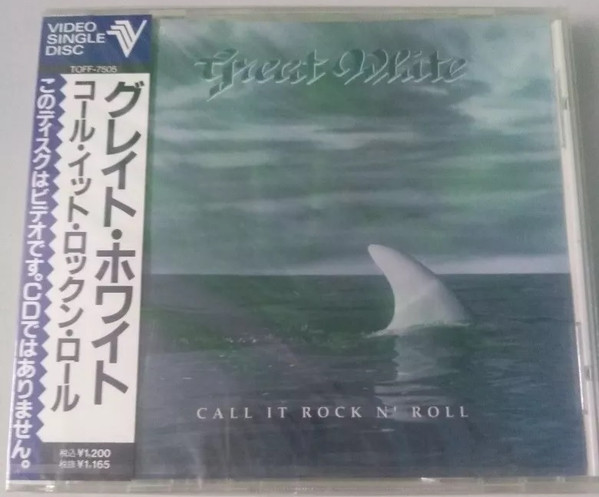 VIDEO
SINGLE
DISC
TOFF-7505
グレイト・ホワイト
コール・イット・ロックン・ロール
このディスクはビデオです。CDではありません。
税込¥1,200
税抜¥1,165
Great White
CALL IT ROCK N' ROLL